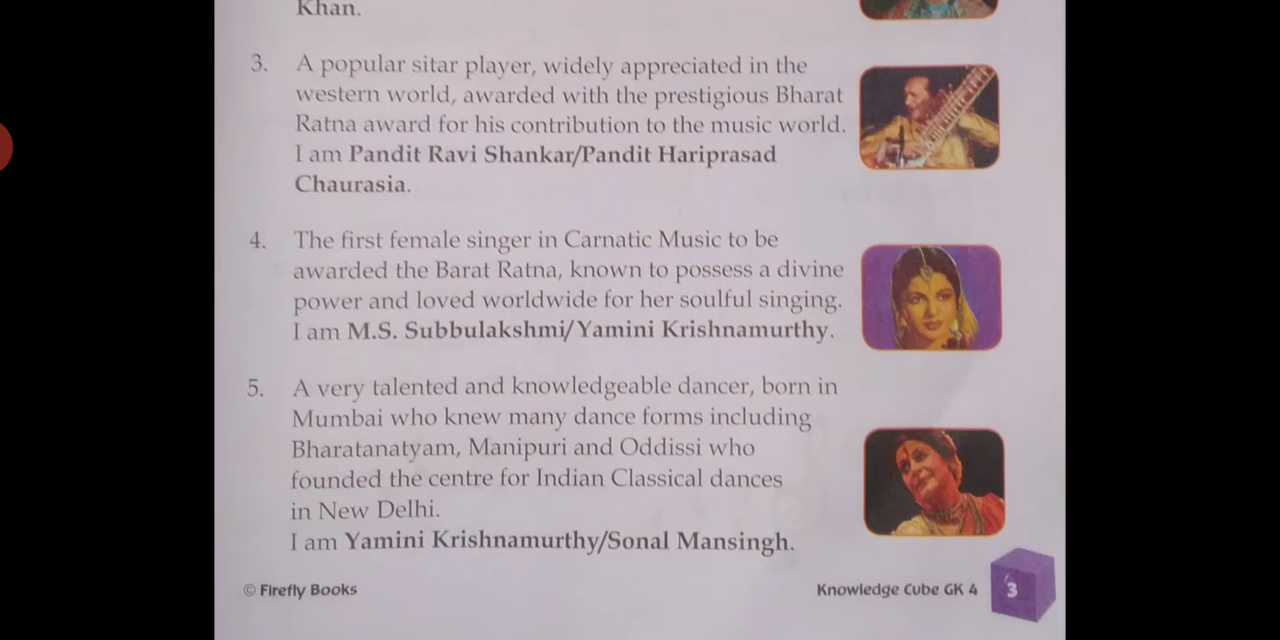 Khan.
3. A popular sitar player, widely appreciated in the
western world, awarded with the prestigious Bharat
Ratna award for his contribution to the music world.
I am Pandit Ravi Shankar/Pandit Hariprasad
Chaurasia.
4. The first female singer in Carnatic Music to be
awarded the Barat Ratna, known to possess a divine
power and loved worldwide for her soulful singing.
I am M.S. Subbulakshmi/Yamini Krishnamurthy.
5. A very talented and knowledgeable dancer, born in
Mumbai who knew many dance forms including
Bharatanatyam, Manipuri and Oddissi who
founded the centre for Indian Classical dances
in New Delhi.
I am Yamini Krishnamurthy/Sonal Mansingh.
© Firefly Books
Knowledge Cube GK 4
3